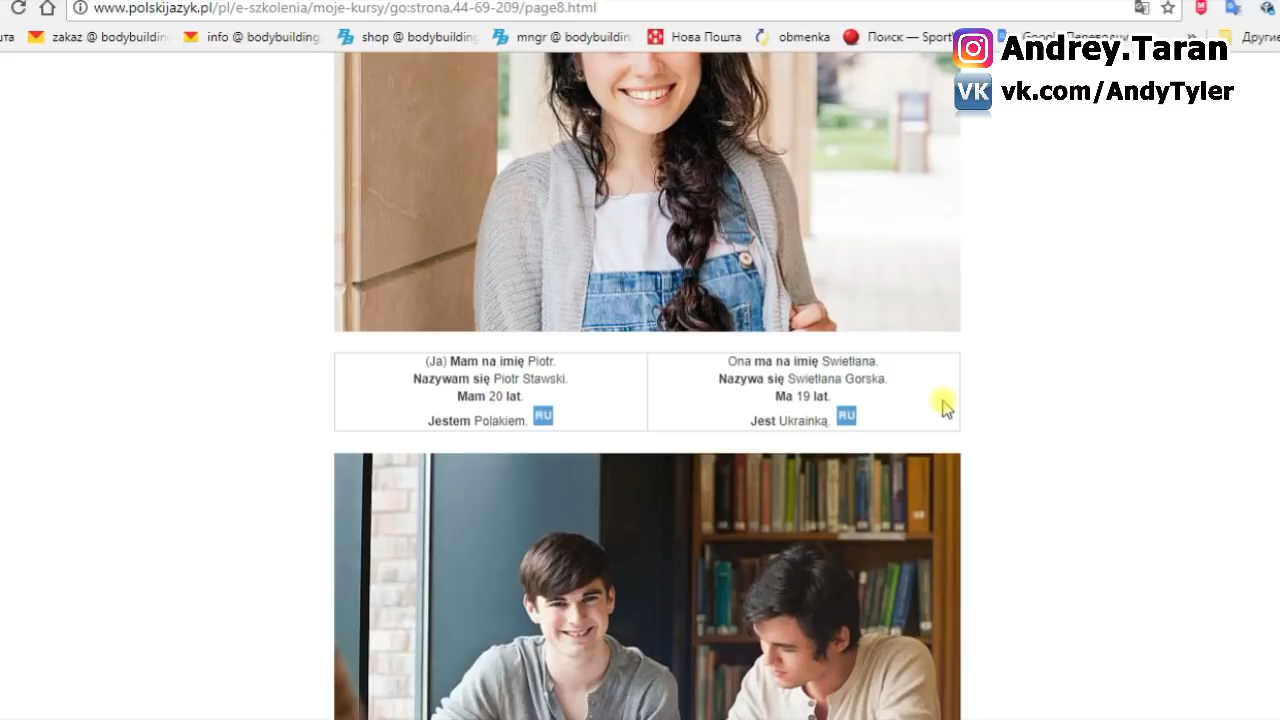 www.polskijazyk.pl/pl/e-szkolenia/moje-kursy/go:strona,44-69-209/page8.html
zakaz @ bodybuilding
info @ bodybuilding.
shop @ bodybuilding
mngr @ bodybuilding
Нова Пошта
obmenka
Поиск — Sport
Другие
Andrey.Taran
VK vk.com/AndyTyler
(Ja) Mam na imię Piotr.
Nazywam się Piotr Stawski.
Mam 20 lat.
Jestem Polakiem. RU
Ona ma na imię Swietłana.
Nazywa się Swietłana Gorska.
Ma 19 lat.
Jest Ukrainką. RU